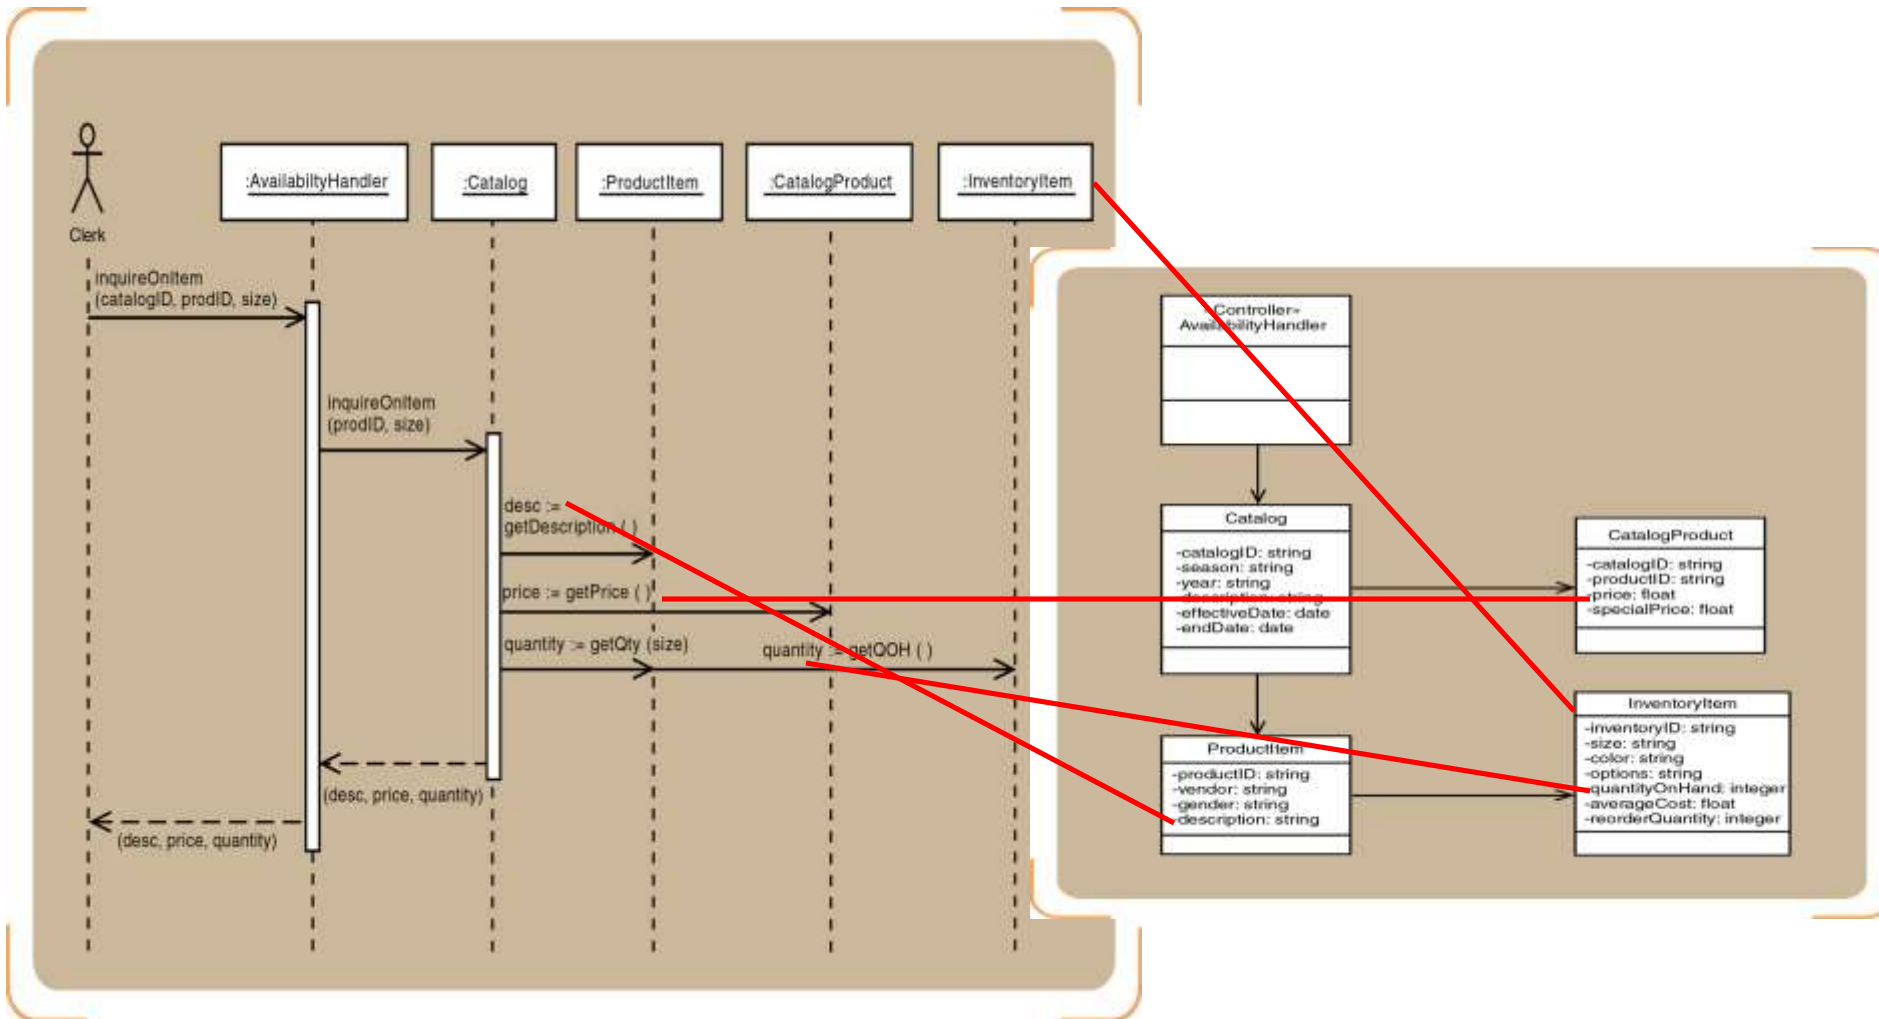 :AvailabiltyHandler
:Catalog
:ProductItem
:CatalogProduct
:InventoryItem
Clerk
inquireOnItem
(catalogID, prodID, size)
inquireOnItem
(prodID, size)
desc :=
getDescription ( )
price := getPrice ( )
quantity := getQty (size)
quantity := getQOH ( )
(desc, price, quantity)
(desc, price, quantity)
«Controller»
AvailabilityHandler
Catalog
-catalogID: string
-season: string
-year: string
-description: string
-effectiveDate: date
-endDate: date
CatalogProduct
-catalogID: string
-productID: string
-price: float
-specialPrice: float
ProductItem
-productID: string
-vendor: string
-gender: string
-description: string
InventoryItem
-inventoryID: string
-size: string
-color: string
-options: string
-quantityOnHand: integer
-averageCost: float
-reorderQuantity: integer